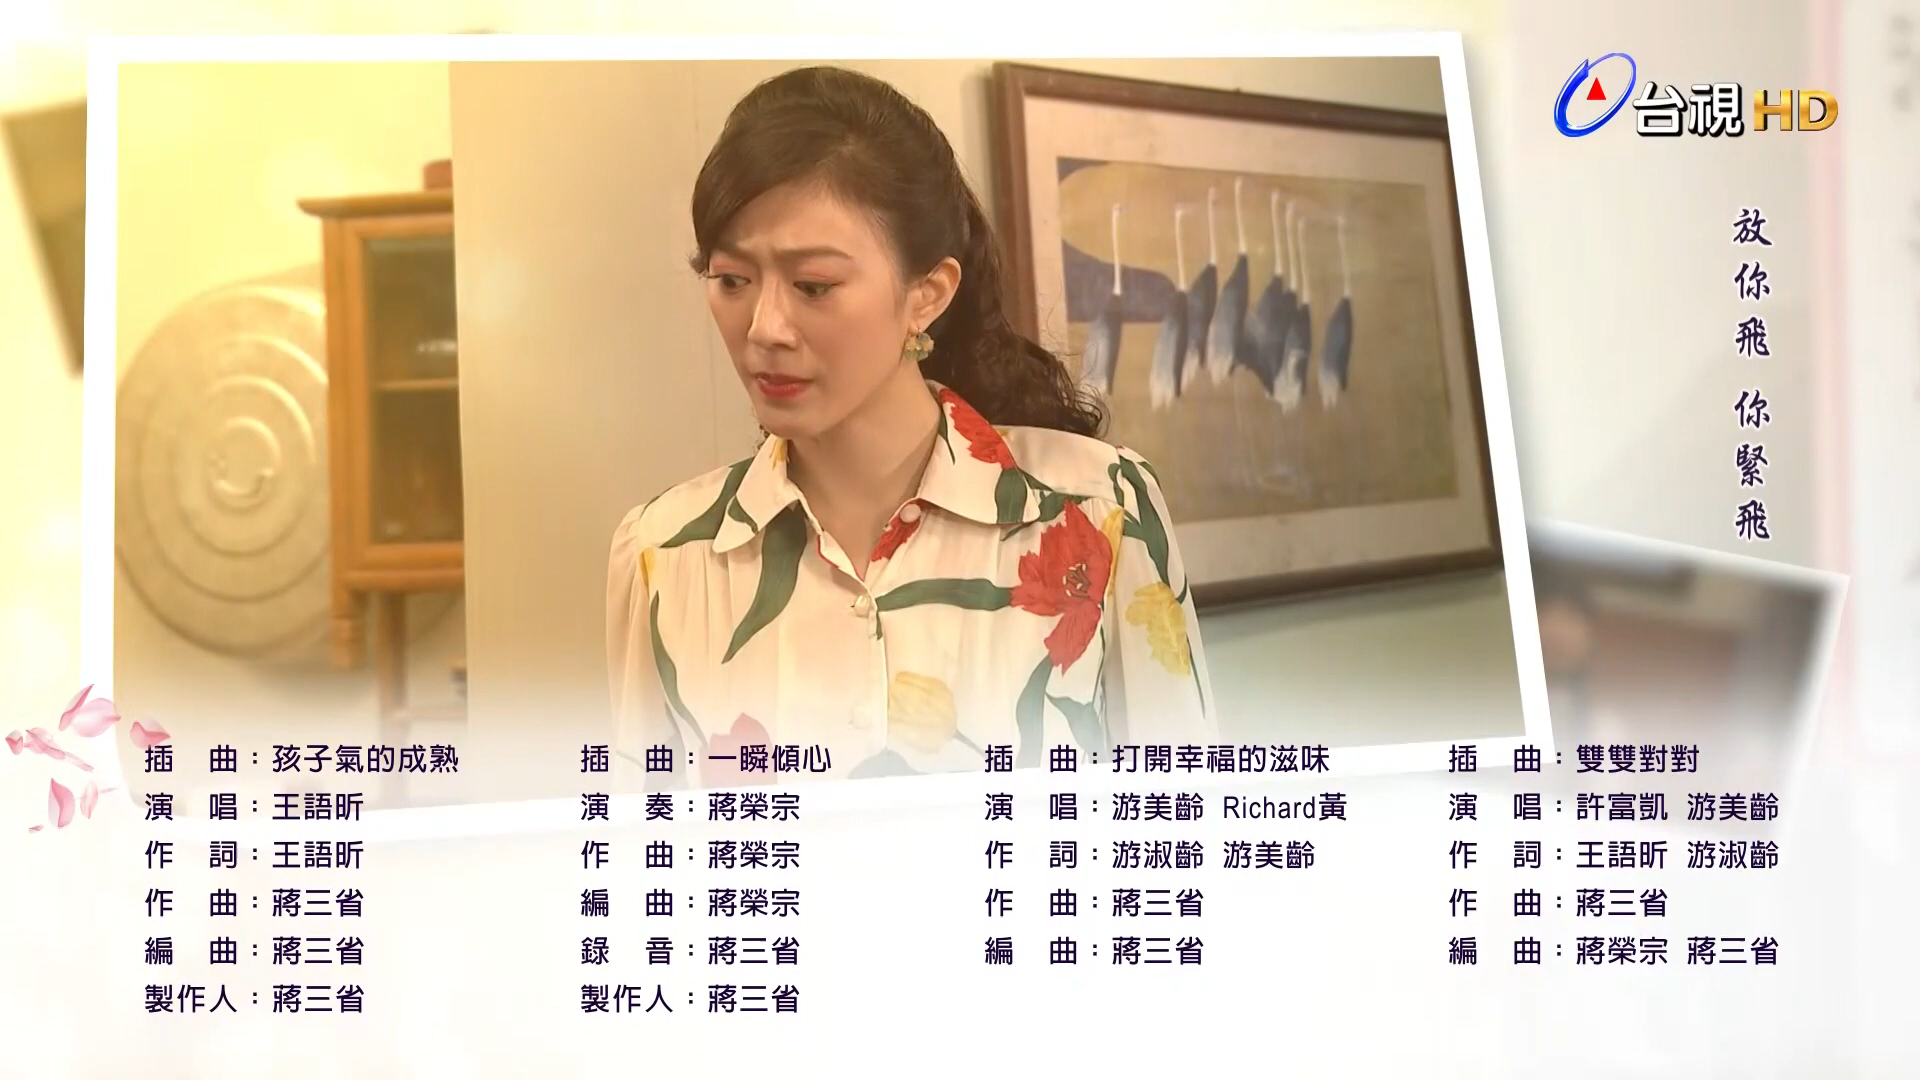 台視HD
放你飛 你緊飛
插　曲：孩子氣的成熟
演　唱：王語昕
作　詞：王語昕
作　曲：蔣三省
編　曲：蔣三省
製作人：蔣三省
插　曲：一瞬傾心
演　奏：蔣榮宗
作　曲：蔣榮宗
編　曲：蔣榮宗
錄　音：蔣三省
製作人：蔣三省
插　曲：打開幸福的滋味
演　唱：游美齡 Richard黃
作　詞：游淑齡 游美齡
作　曲：蔣三省
編　曲：蔣三省
插　曲：雙雙對對
演　唱：許富凱 游美齡
作　詞：王語昕 游淑齡
作　曲：蔣三省
編　曲：蔣榮宗 蔣三省